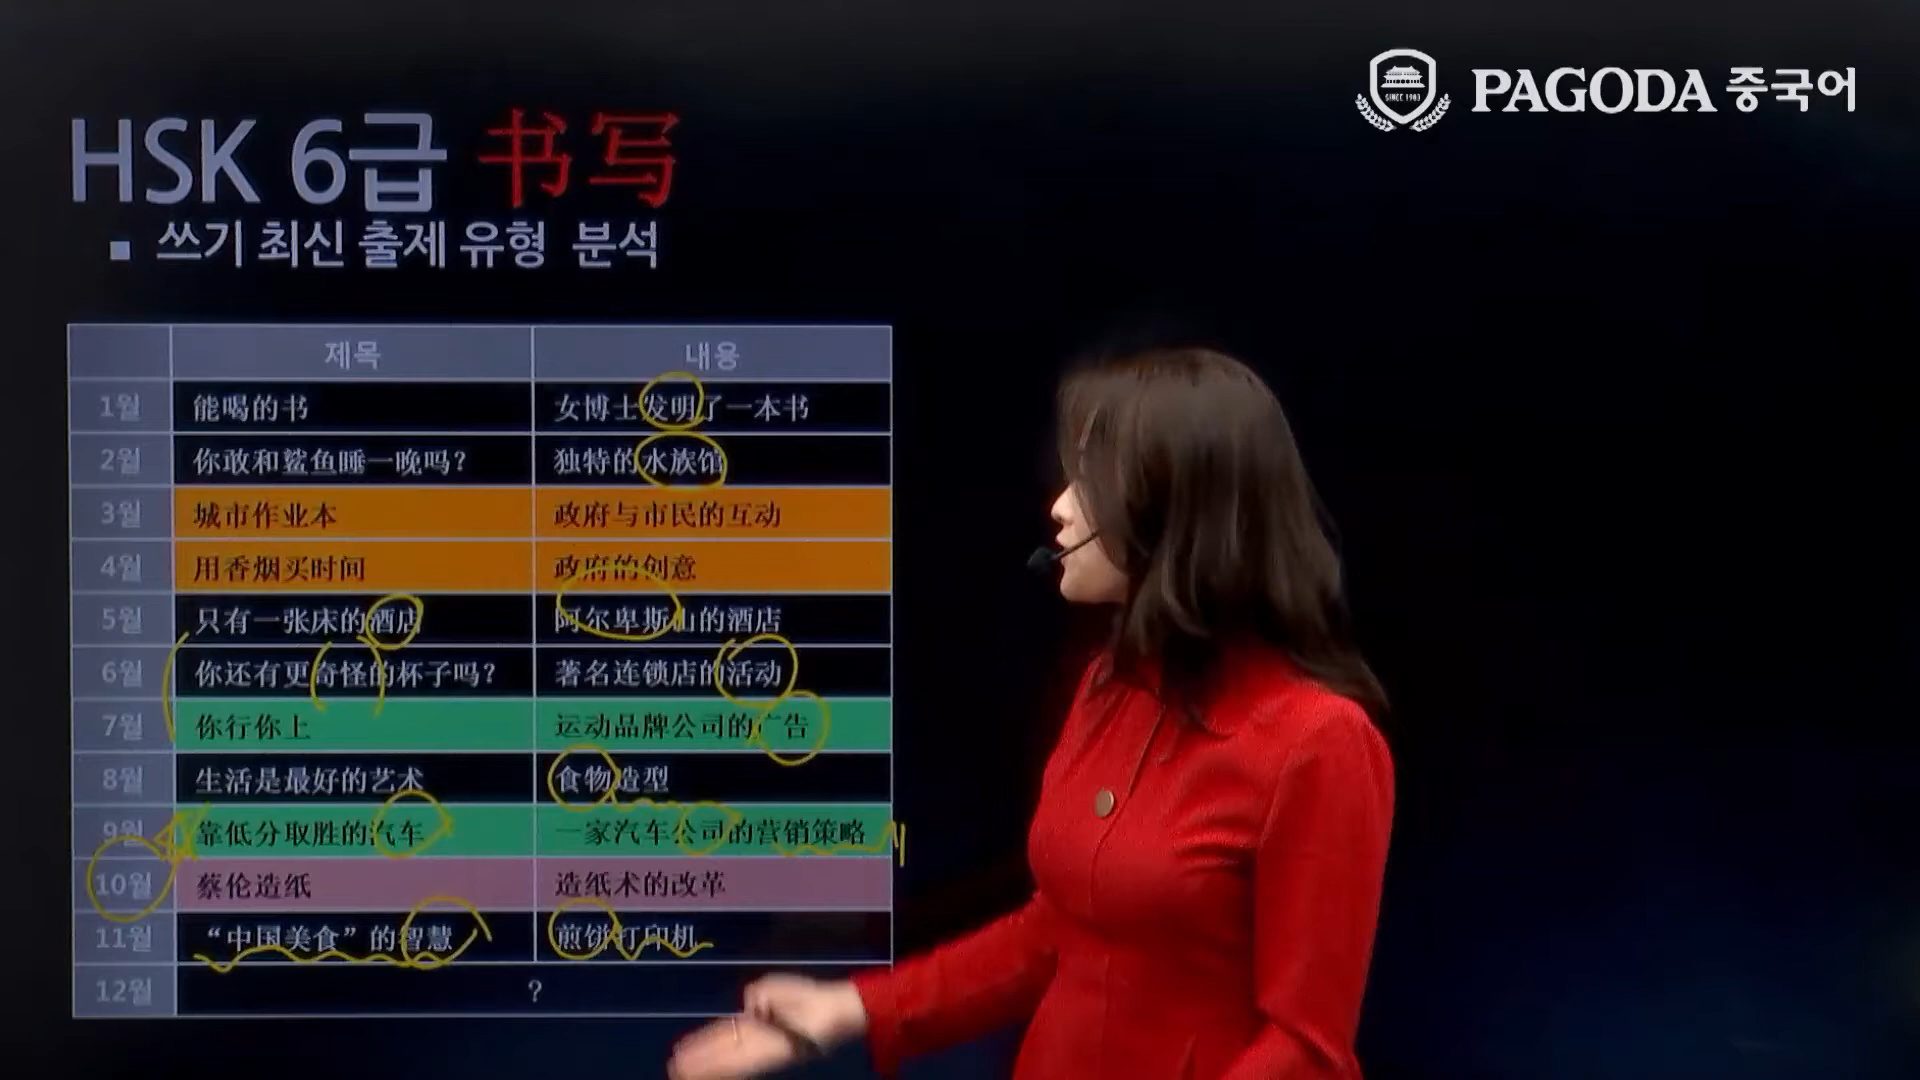 SINCE 1983
PAGODA 중국어
HSK 6급 书写
▪ 쓰기 최신 출제 유형 분석
제목 내용
1월 能喝的书 女博士发明了一本书
2월 你敢和鲨鱼睡一晚吗? 独特的水族馆
3월 城市作业本 政府与市民的互动
4월 用香烟买时间 政府的创意
5월 只有一张床的酒店 阿尔卑斯山的酒店
6월 你还有更奇怪的杯子吗? 著名连锁店的活动
7월 你行你上 运动品牌公司的广告
8월 生活是最好的艺术 食物造型
9월 靠低分取胜的汽车 一家汽车公司的营销策略
10월 蔡伦造纸 造纸术的改革
11월 “中国美食”的智慧 煎饼打印机
12월 ?